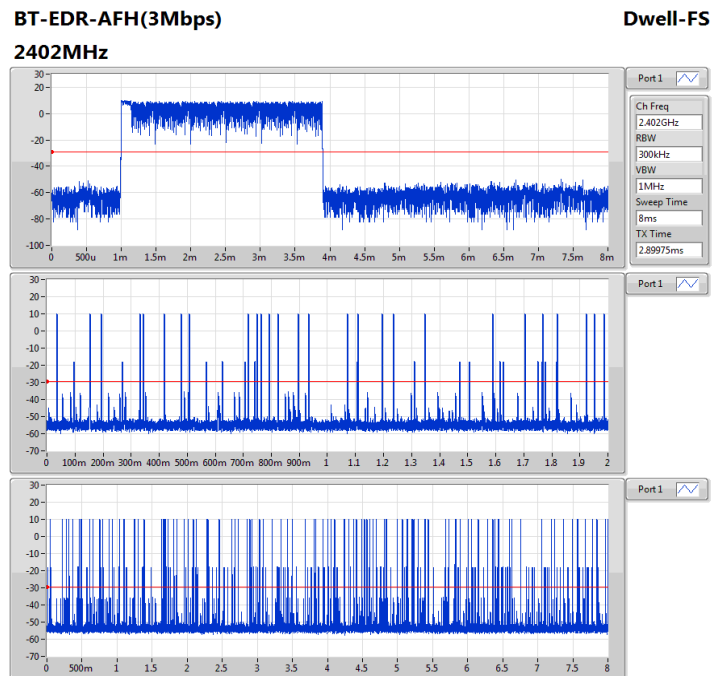 BT-EDR-AFH(3Mbps) Dwell-FS
2402MHz
30
20
0
-20
-40
-60
-80
-100
0 500u 1m 1.5m 2m 2.5m 3m 3.5m 4m 4.5m 5m 5.5m 6m 6.5m 7m 7.5m 8m
Port 1
Ch Freq
2.402GHz
RBW
300kHz
VBW
1MHz
Sweep Time
8ms
TX Time
2.89975ms
30
20
10
0
-10
-20
-30
-40
-50
-60
-70
0 100m 200m 300m 400m 500m 600m 700m 800m 900m 1 1.1 1.2 1.3 1.4 1.5 1.6 1.7 1.8 1.9 2
Port 1
30
20
10
0
-10
-20
-30
-40
-50
-60
-70
0 500m 1 1.5 2 2.5 3 3.5 4 4.5 5 5.5 6 6.5 7 7.5 8
Port 1